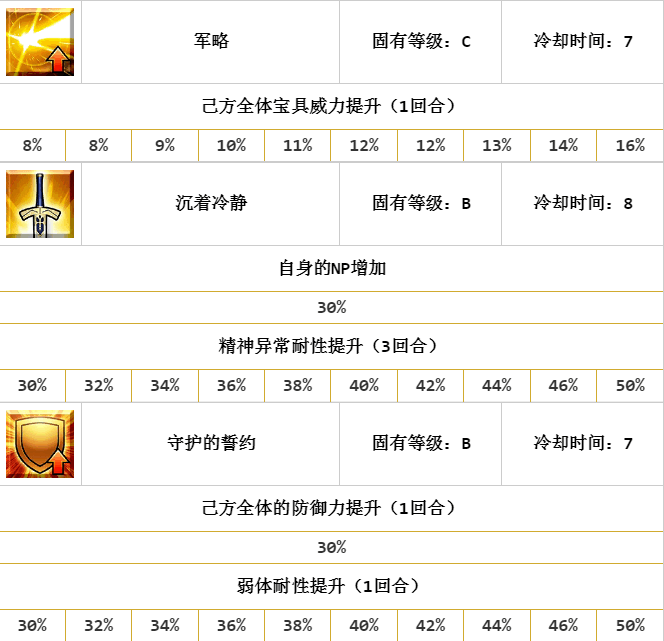 军略 固有等级：C 冷却时间：7
己方全体宝具威力提升（1回合）
8% 8% 9% 10% 11% 12% 12% 13% 14% 16%
沉着冷静 固有等级：B 冷却时间：8
自身的NP增加
30%
精神异常耐性提升（3回合）
30% 32% 34% 36% 38% 40% 42% 44% 46% 50%
守护的誓约 固有等级：B 冷却时间：7
己方全体的防御力提升（1回合）
30%
弱体耐性提升（1回合）
30% 32% 34% 36% 38% 40% 42% 44% 46% 50%